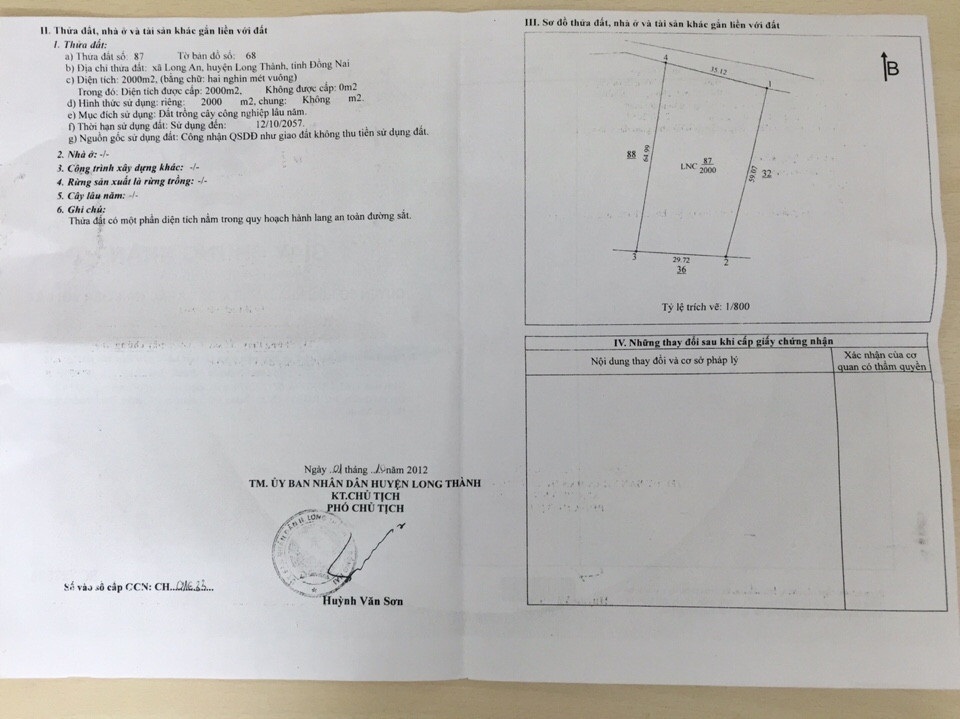 II. Thửa đất, nhà ở và tài sản khác gắn liền với đất
1. Thửa đất:
a) Thửa đất số: 87 Tờ bản đồ số: 68
b) Địa chỉ thửa đất: xã Long An, huyện Long Thành, tỉnh Đồng Nai
c) Diện tích: 2000m2, (bằng chữ: hai nghìn mét vuông)
Trong đó: Diện tích được cấp: 2000m2, Không được cấp: 0m2
d) Hình thức sử dụng: riêng: 2000 m2, chung: Không m2.
e) Mục đích sử dụng: Đất trồng cây công nghiệp lâu năm.
f) Thời hạn sử dụng đất: Sử dụng đến: 12/10/2057.
g) Nguồn gốc sử dụng đất: Công nhận QSDĐ như giao đất không thu tiền sử dụng đất.
2. Nhà ở: -/-
3. Công trình xây dựng khác: -/-
4. Rừng sản xuất là rừng trồng: -/-
5. Cây lâu năm: -/-
6. Ghi chú:
Thửa đất có một phần diện tích nằm trong quy hoạch hành lang an toàn đường sắt.
Ngày 01 tháng năm 2012
TM. ỦY BAN NHÂN DÂN HUYỆN LONG THÀNH
KT.CHỦ TỊCH
PHÓ CHỦ TỊCH
Huỳnh Văn Sơn
Số vào sổ cấp CCN: CH
III. Sơ đồ thửa đất, nhà ở và tài sản khác gắn liền với đất
B
4
35.12
1
88
64.99
LNC 87
2000
59.07
32
3
29.72
2
36
Tỷ lệ trích vẽ: 1/800
IV. Những thay đổi sau khi cấp giấy chứng nhận
Nội dung thay đổi và cơ sở pháp lý
Xác nhận của cơ
quan có thẩm quyền